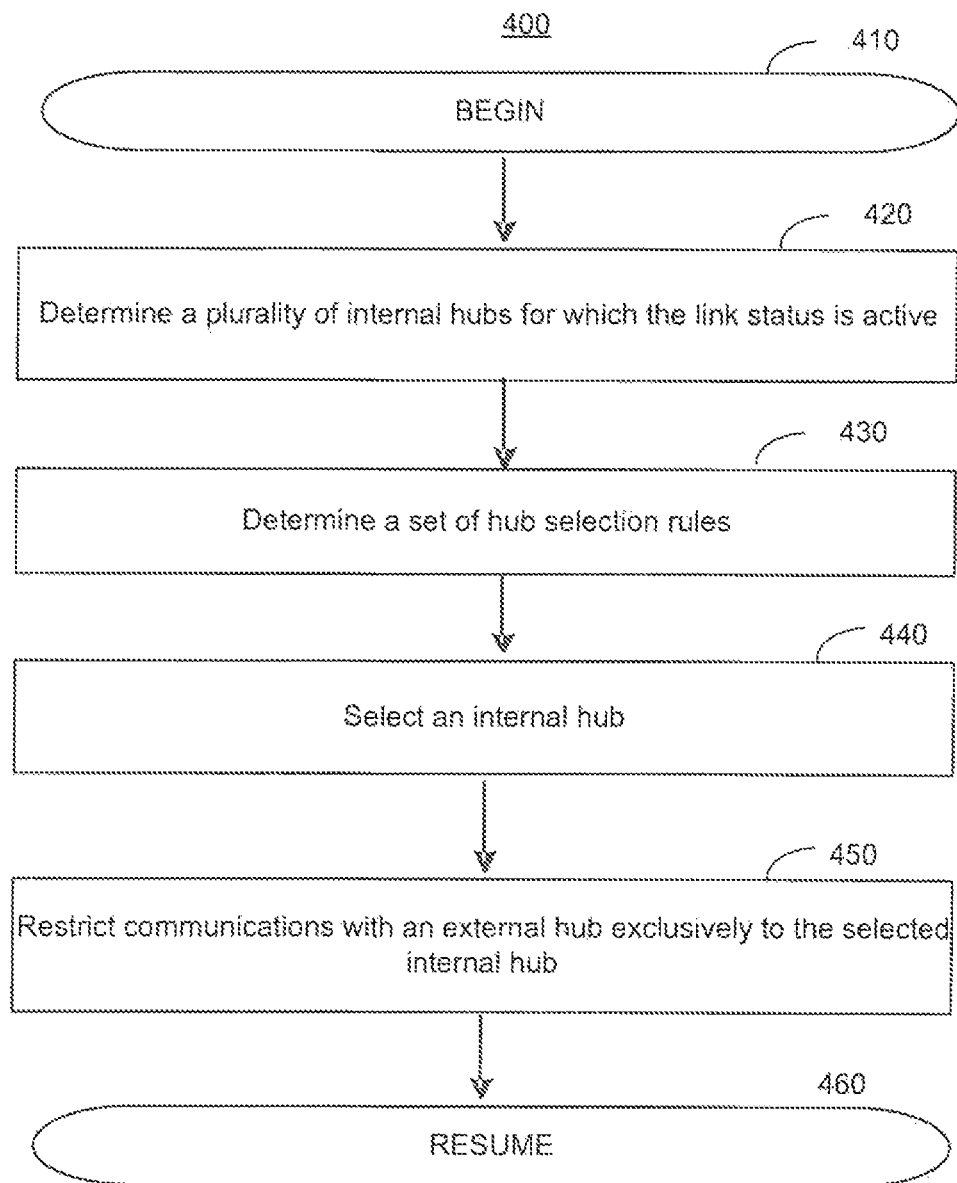 400
410
BEGIN
420
Determine a plurality of internal hubs for which the link status is active
430
Determine a set of hub selection rules
440
Select an internal hub
450
Restrict communications with an external hub exclusively to the selected
internal hub
460
RESUME